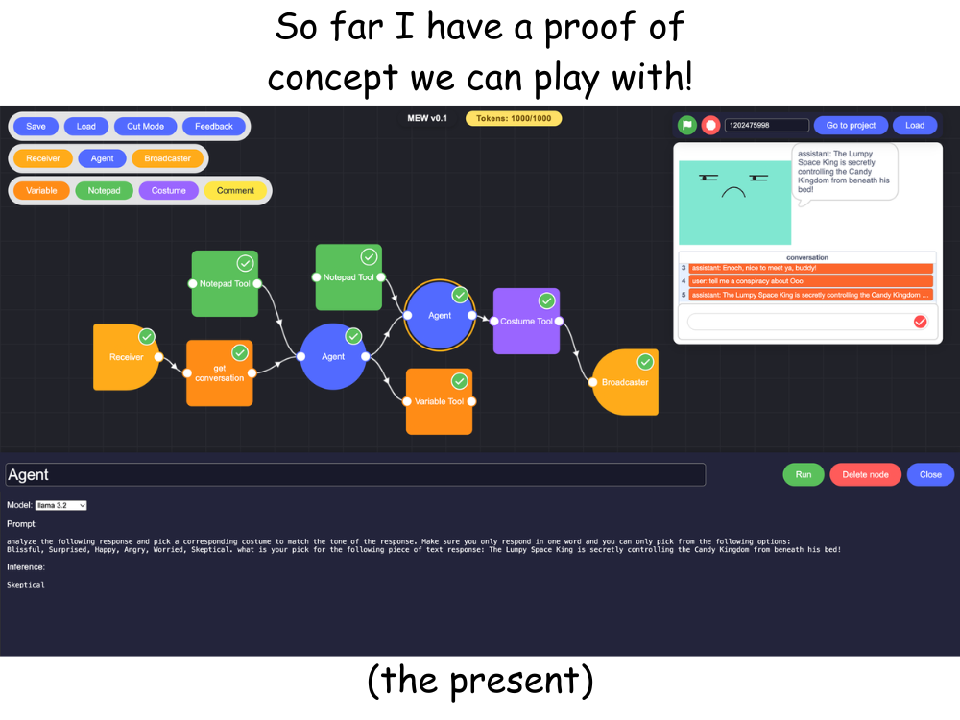 So far I have a proof of
concept we can play with!
Save Load Cut Mode Feedback
MEW v0.1
Tokens: 1000/1000
1202475998
Go to project Load
Receiver Agent Broadcaster
Variable Notepad Costume Comment
assistant: The Lumpy
Space King is secretly
controlling the Candy
Kingdom from beneath his
bed!
conversation
3 assistant: Enoch, nice to meet ya, buddy!
4 user: tell me a conspiracy about Ooo
5 assistant: The Lumpy Space King is secretly controlling the Candy Kingdom ...
Notepad Tool
Notepad Tool
Agent
Costume Tool
Receiver
get
conversation
Agent
Variable Tool
Broadcaster
Agent
Run Delete node Close
Model: llama 3.2
Prompt
analyze the following response and pick a corresponding costume to match the tone of the response. Make sure you only respond in one word and you can only pick from the following options:
Blissful, Surprised, Happy, Angry, Worried, Skeptical. what is your pick for the following piece of text response: The Lumpy Space King is secretly controlling the Candy Kingdom from beneath his bed!
Inference:
Skeptical
(the present)